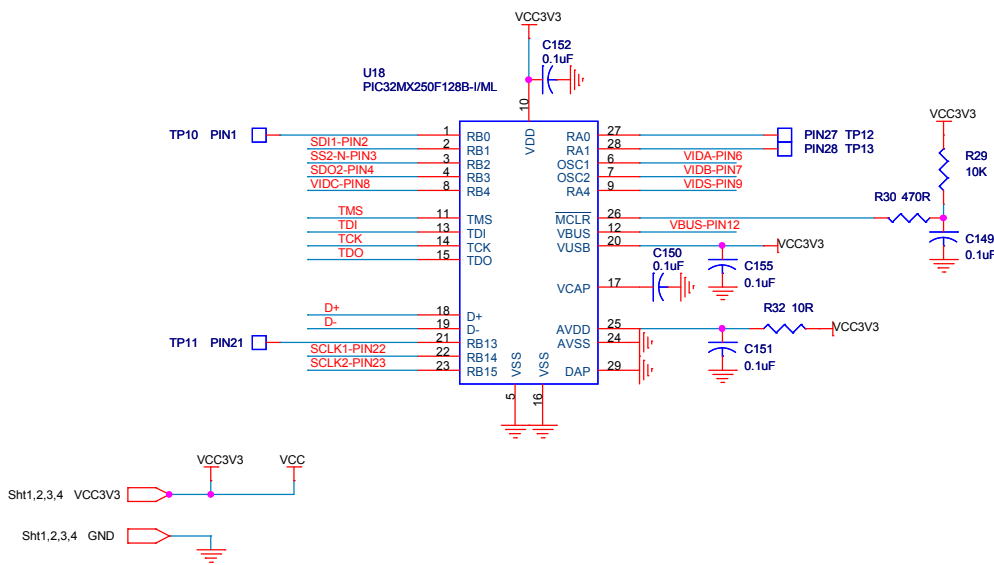 VCC3V3
C152
0.1uF
U18
PIC32MX250F128B-I/ML
10
VDD
TP10 PIN1
1 RB0
SDI1-PIN2 2 RB1
SS2-N-PIN3 3 RB2
SDO2-PIN4 4 RB3
VIDC-PIN8 8 RB4
TMS 11 TMS
TDI 13 TDI
TCK 14 TCK
TDO 15 TDO
D+ 18 D+
D- 19 D-
TP11 PIN21 21 RB13
SCLK1-PIN22 22 RB14
SCLK2-PIN23 23 RB15
RA0 27 PIN27 TP12
RA1 28 PIN28 TP13
OSC1 6 VIDA-PIN6
OSC2 7 VIDB-PIN7
RA4 9 VIDS-PIN9
VCC3V3
R29
10K
R30 470R
MCLR 26
VBUS 12 VBUS-PIN12
VUSB 20 VCC3V3
C149
0.1uF
C150
0.1uF
C155
0.1uF
VCAP 17
R32 10R
AVDD 25 VCC3V3
AVSS 24
C151
0.1uF
DAP 29
VSS VSS
5 16
VCC3V3 VCC
Sht1,2,3,4 VCC3V3
Sht1,2,3,4 GND